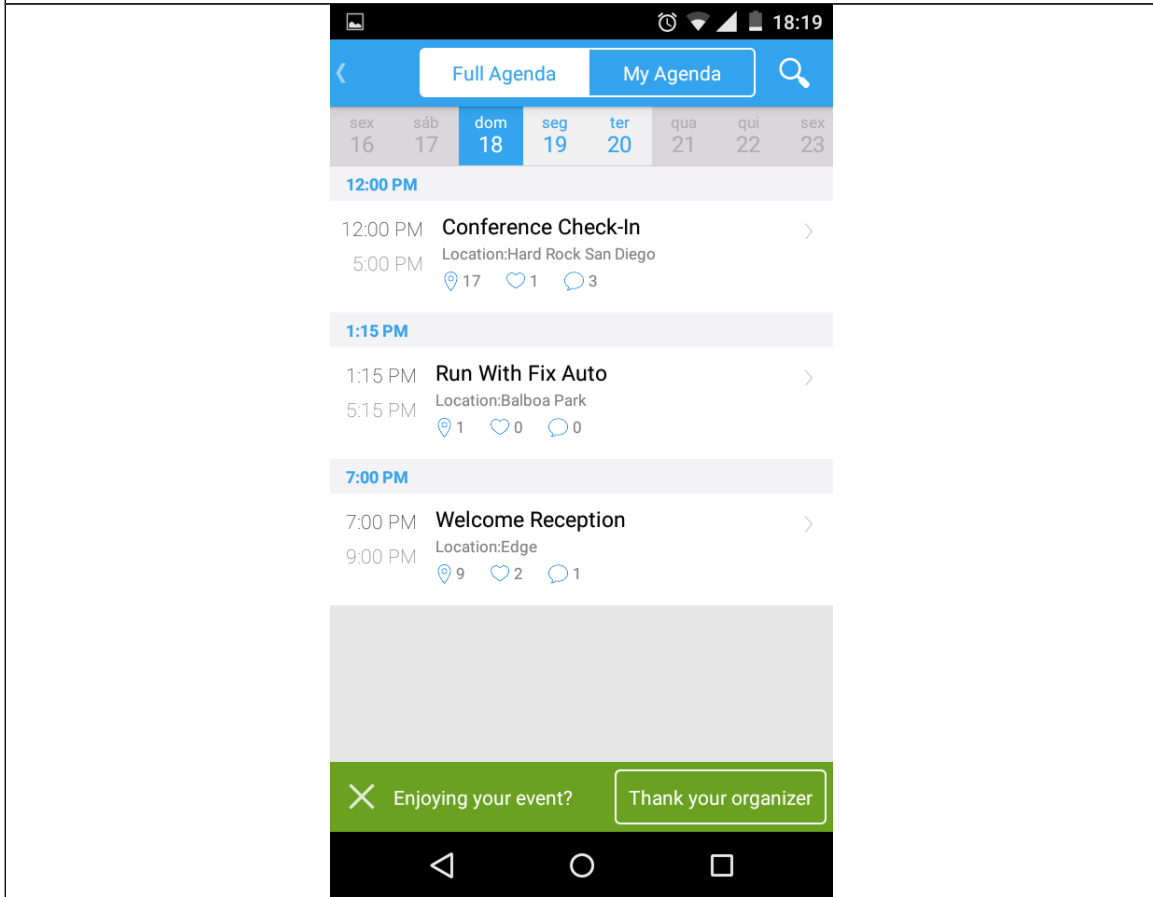 18:19
Full Agenda My Agenda
sex sáb dom seg ter qua qui sex
16 17 18 19 20 21 22 23
12:00 PM
12:00 PM Conference Check-In
5:00 PM Location:Hard Rock San Diego
17 1 3
1:15 PM
1:15 PM Run With Fix Auto
5:15 PM Location:Balboa Park
1 0 0
7:00 PM
7:00 PM Welcome Reception
9:00 PM Location:Edge
9 2 1
Enjoying your event? Thank your organizer